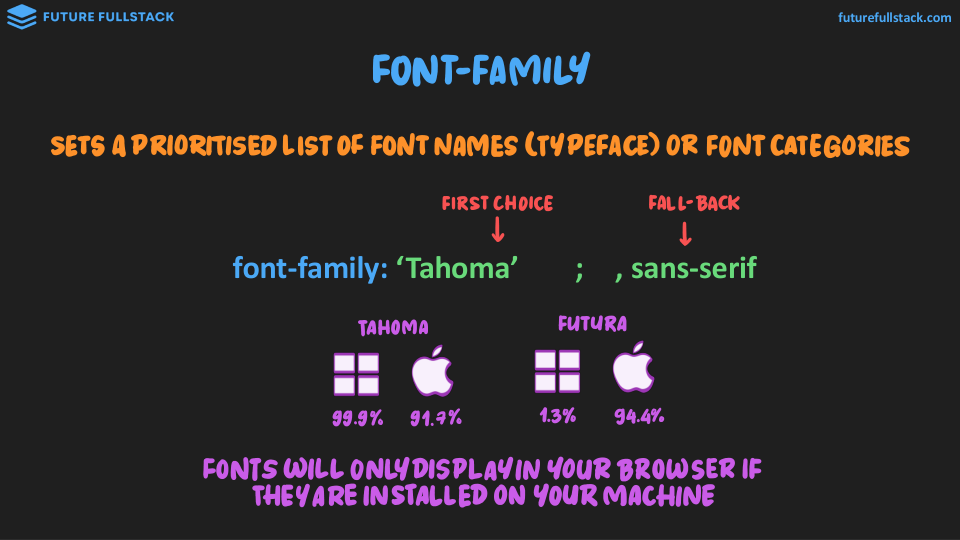 FUTURE FULLSTACK
futurefullstack.com
FONT-FAMILY
SETS A PRIORITISED LIST OF FONT NAMES (TYPEFACE) OR FONT CATEGORIES
FIRST CHOICE
FALL-BACK
font-family: ‘Tahoma’ ; , sans-serif
TAHOMA
FUTURA
99.9% 91.7% 1.3% 94.4%
FONTS WILL ONLY DISPLAY IN YOUR BROWSER IF
THEY ARE INSTALLED ON YOUR MACHINE